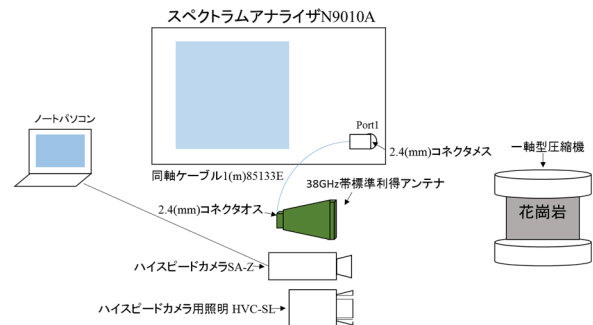 スペクトラムアナライザN9010A
ノートパソコン
Port1
2.4(mm)コネクタメス
一軸型圧縮機
同軸ケーブル1(m)85133E
38GHz帯標準利得アンテナ
2.4(mm)コネクタオス
花崗岩
ハイスピードカメラSA-Z
ハイスピードカメラ用照明 HVC-SL